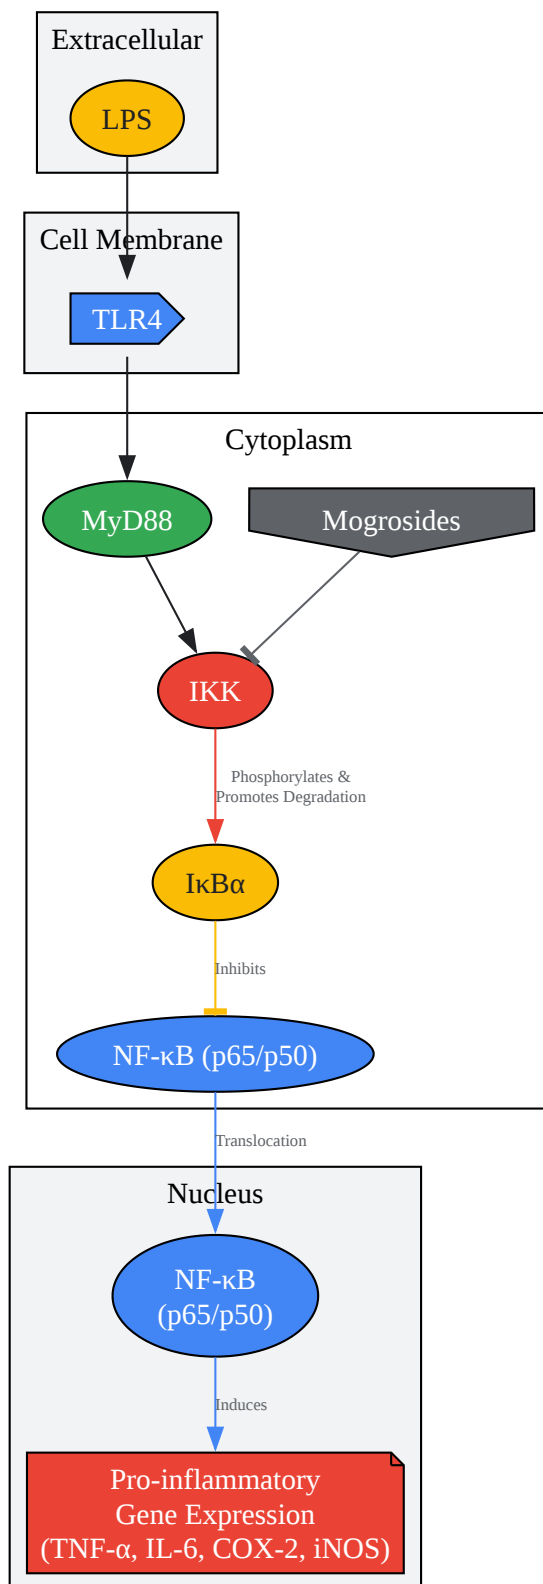 Extracellular
LPS
Cell Membrane
TLR4
Cytoplasm
MyD88
Mogrosides
IKK
Phosphorylates &
Promotes Degradation
IκBα
Inhibits
NF-κB (p65/p50)
Translocation
Nucleus
NF-κB
(p65/p50)
Induces
Pro-inflammatory
Gene Expression
(TNF-α, IL-6, COX-2, iNOS)